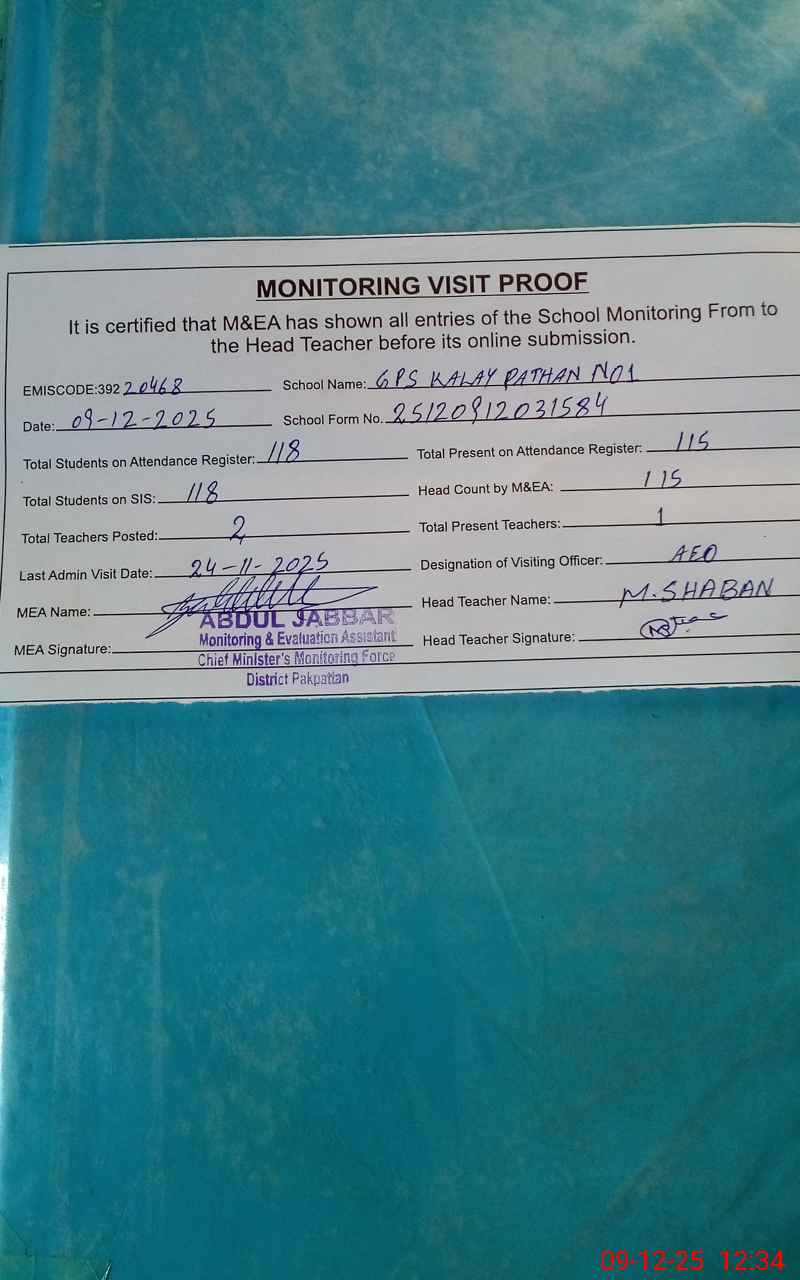 MONITORING VISIT PROOF
It is certified that M&EA has shown all entries of the School Monitoring From to
the Head Teacher before its online submission.
EMISCODE:39220468 School Name: GPS KALAY PATHAN NO1
Date: 09-12-2025 School Form No. 25120912031584
Total Students on Attendance Register: 118 Total Present on Attendance Register: 115
Total Students on SIS: 118 Head Count by M&EA: 115
Total Teachers Posted: 2 Total Present Teachers: 1
Last Admin Visit Date: 24-11-2025 Designation of Visiting Officer: AEO
MEA Name: Head Teacher Name: M.SHABAN
ABDUL JABBAR
MEA Signature: Head Teacher Signature:
Monitoring & Evaluation Assistant
Chief Minister's Monitoring Force
District Pakpattan
09-12-25 12:34